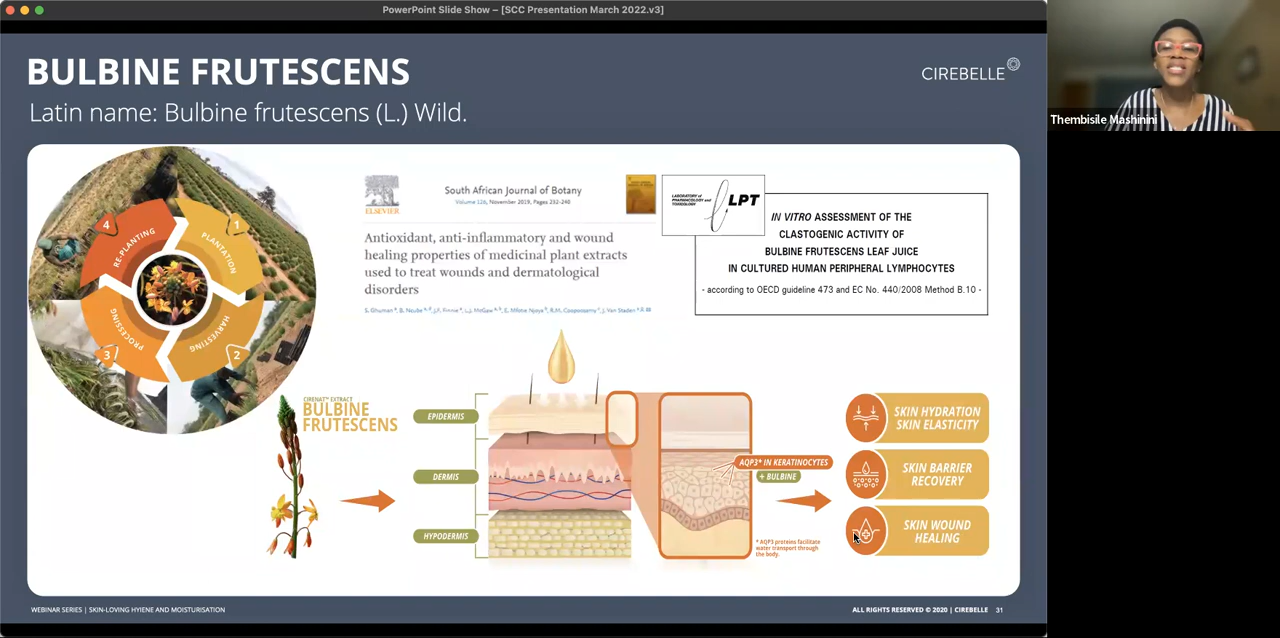 PowerPoint Slide Show – [SCC Presentation March 2022.v3]
BULBINE FRUTESCENS
Latin name: Bulbine frutescens (L.) Wild.
CIREBELLE
Thembisile Mashinini
1
PLANTATION
2
HARVESTING
3
PROCESSING
4
RE-PLANTING
ELSEVIER
South African Journal of Botany
Volume 126, November 2019, Pages 232-240
Antioxidant, anti-inflammatory and wound
healing properties of medicinal plant extracts
used to treat wounds and dermatological
disorders
LABORATORY of
PHARMACOLOGY and
TOXICOLOGY
LPT
IN VITRO ASSESSMENT OF THE
CLASTOGENIC ACTIVITY OF
BULBINE FRUTESCENS LEAF JUICE
IN CULTURED HUMAN PERIPHERAL LYMPHOCYTES
- according to OECD guideline 473 and EC No. 440/2008 Method B.10 -
EXTRACT
BULBINE
FRUTESCENS
EPIDERMIS
DERMIS
HYPODERMIS
AQP3* IN KERATINOCYTES
+ BULBINE
* AQP3 proteins facilitate
water transport through
the body.
SKIN HYDRATION
SKIN ELASTICITY
SKIN BARRIER
RECOVERY
SKIN WOUND
HEALING
WEBINAR SERIES | SKIN-LOVING HYIENE AND MOISTURISATION
ALL RIGHTS RESERVED © 2020 | CIREBELLE 31